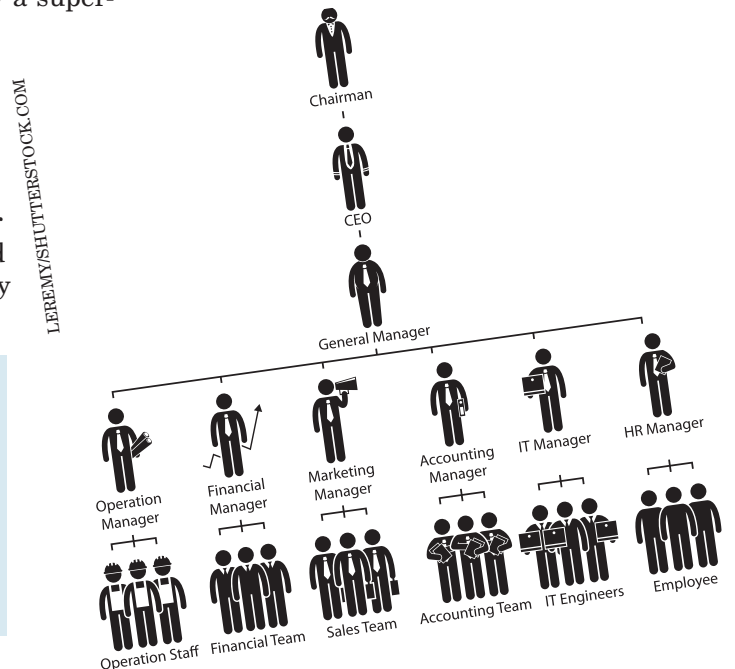 a super-
LEREMY/SHUTTERSTOCK.COM
Chairman
CEO
General Manager
Operation
Manager
Financial
Manager
Marketing
Manager
Accounting
Manager
IT Manager
HR Manager
Operation Staff
Financial Team
Sales Team
Accounting Team
IT Engineers
Employee